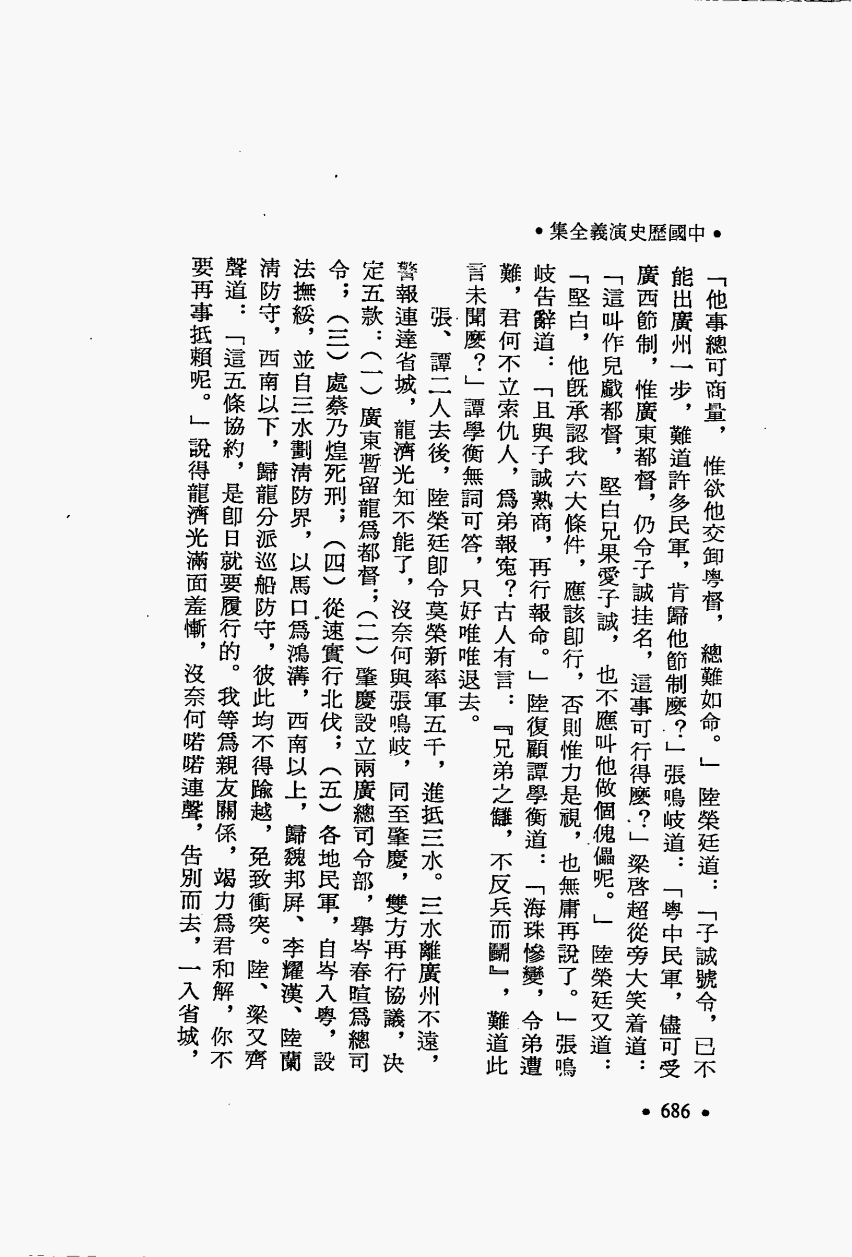 •中國歷史演義全集•
「他事總可商量，惟欲他交卸粤督，總難如命。」陸榮廷道：「子誠號令，已不
能出廣州一步，難道許多民軍，肯歸他節制麼？」張鳴岐道：「粤中民軍，儘可受
廣西節制，惟廣東都督，仍令子誠挂名，這事可行得麼？」梁啓超從旁大笑着道：
「這叫作兒戲都督，堅白兄果愛子誠，也不應叫他做個傀儡呢。」陸榮廷又道：
「堅白，他既承認我六大條件，應該卽行，否則惟力是視，也無庸再說了。」張鳴
岐告辭道：「且與子誠熟商，再行報命。」陸復顧譚學衡道：「海珠慘變，令弟遭
難，君何不立索仇人，爲弟報寃？古人有言：『兄弟之讎，不反兵而鬭』，難道此
言未聞麼？」譚學衡無詞可答，只好唯唯退去。
張、譚二人去後，陸榮廷卽令莫榮新率軍五千，進抵三水。三水離廣州不遠，
警報連達省城，龍濟光知不能了，沒奈何與張鳴岐，同至肇慶，雙方再行協議，决
定五款：（一）廣東暫留龍爲都督；（二）肇慶設立兩廣總司令部，舉岑春暄爲總司
令；（三）處蔡乃煌死刑；（四）從速實行北伐；（五）各地民軍，自岑入粤，設
法撫綏，並自三水劃淸防界，以馬口爲鴻溝，西南以上，歸魏邦屛、李耀漢、陸蘭
淸防守，西南以下，歸龍分派巡船防守，彼此均不得踰越，免致衝突。陸、梁又齊
聲道：「這五條協約，是卽日就要履行的。我等爲親友關係，竭力爲君和解，你不
要再事抵賴呢。」說得龍濟光滿面羞慚，沒奈何喏喏連聲，告別而去，一入省城，
•686•